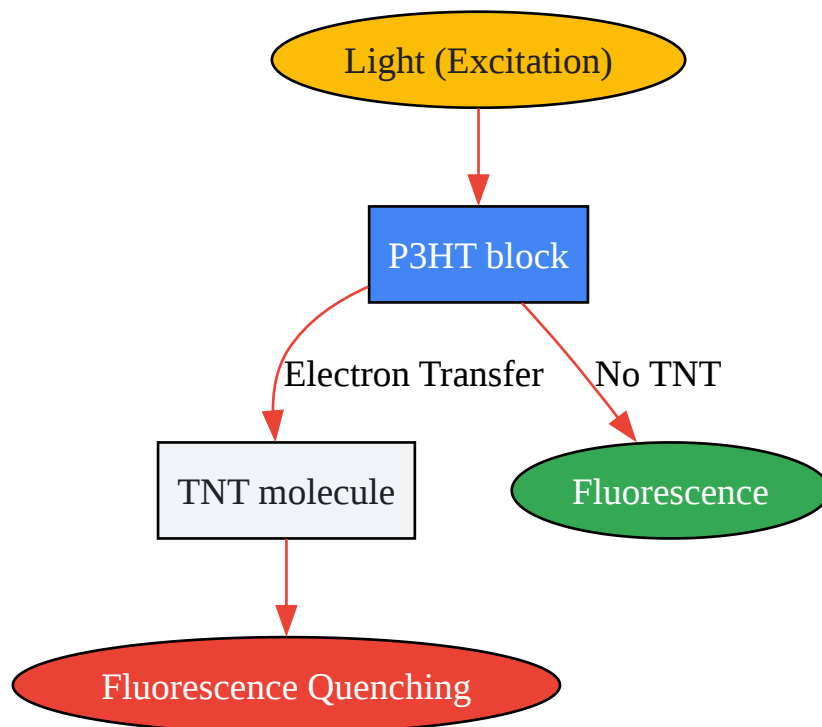 Light (Excitation)
P3HT block
Electron Transfer
No TNT
TNT molecule
Fluorescence
Fluorescence Quenching